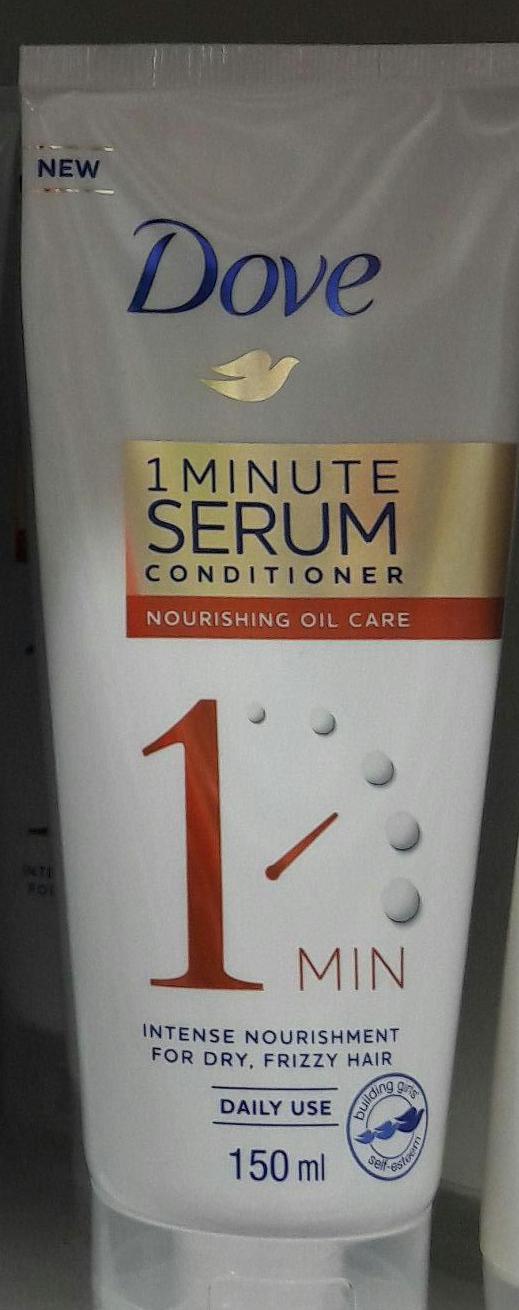 NEW
Dove
1 MINUTE
SERUM
CONDITIONER
NOURISHING OIL CARE
1 MIN
INTENSE NOURISHMENT
FOR DRY, FRIZZY HAIR
DAILY USE
building girls'
self-esteem
150 ml